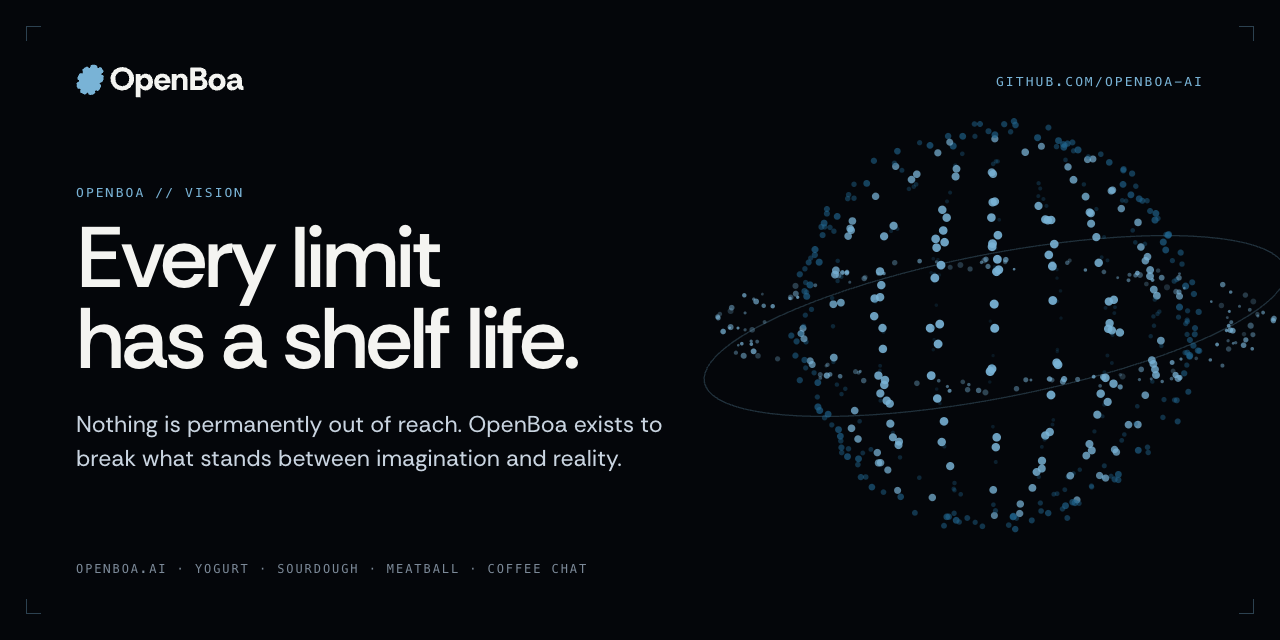 OpenBoa
GITHUB.COM/OPENBOA-AI
OPENBOA // VISION
Every limit
has a shelf life.
Nothing is permanently out of reach. OpenBoa exists to
break what stands between imagination and reality.
OPENBOA.AI · YOGURT · SOURDOUGH · MEATBALL · COFFEE CHAT